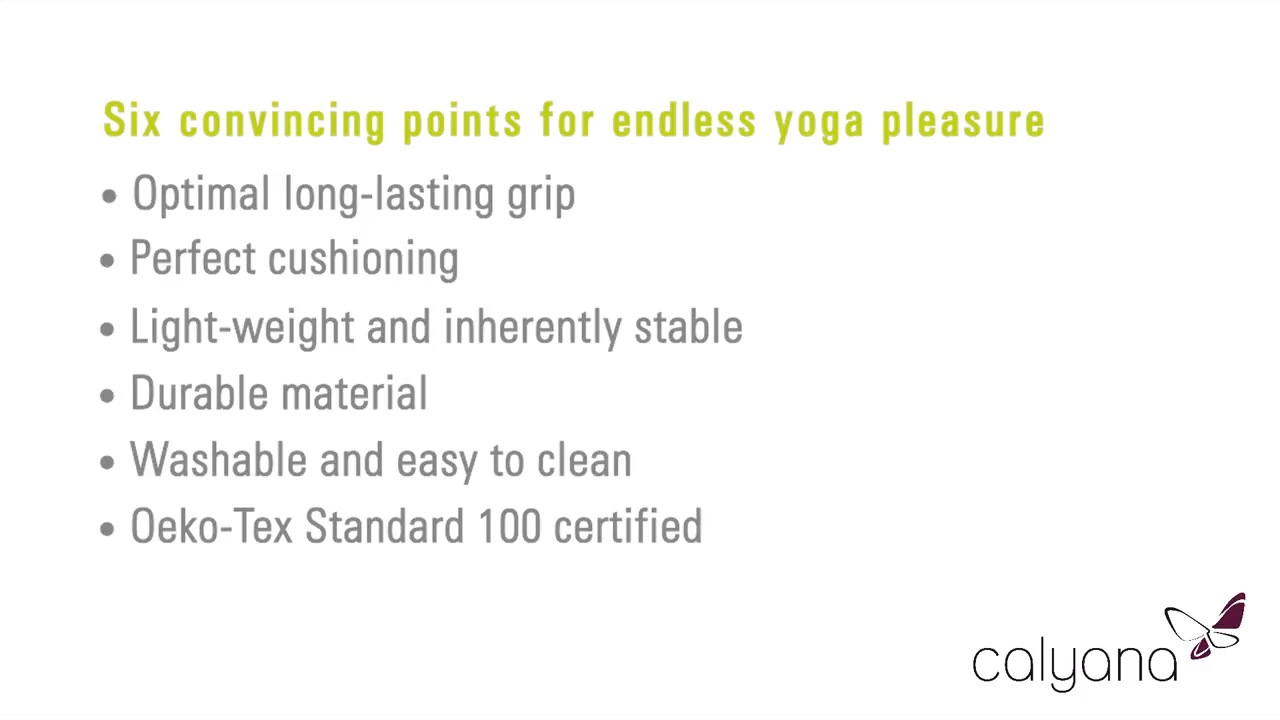 Six convincing points for endless yoga pleasure
• Optimal long-lasting grip
• Perfect cushioning
• Light-weight and inherently stable
• Durable material
• Washable and easy to clean
• Oeko-Tex Standard 100 certified
calyana